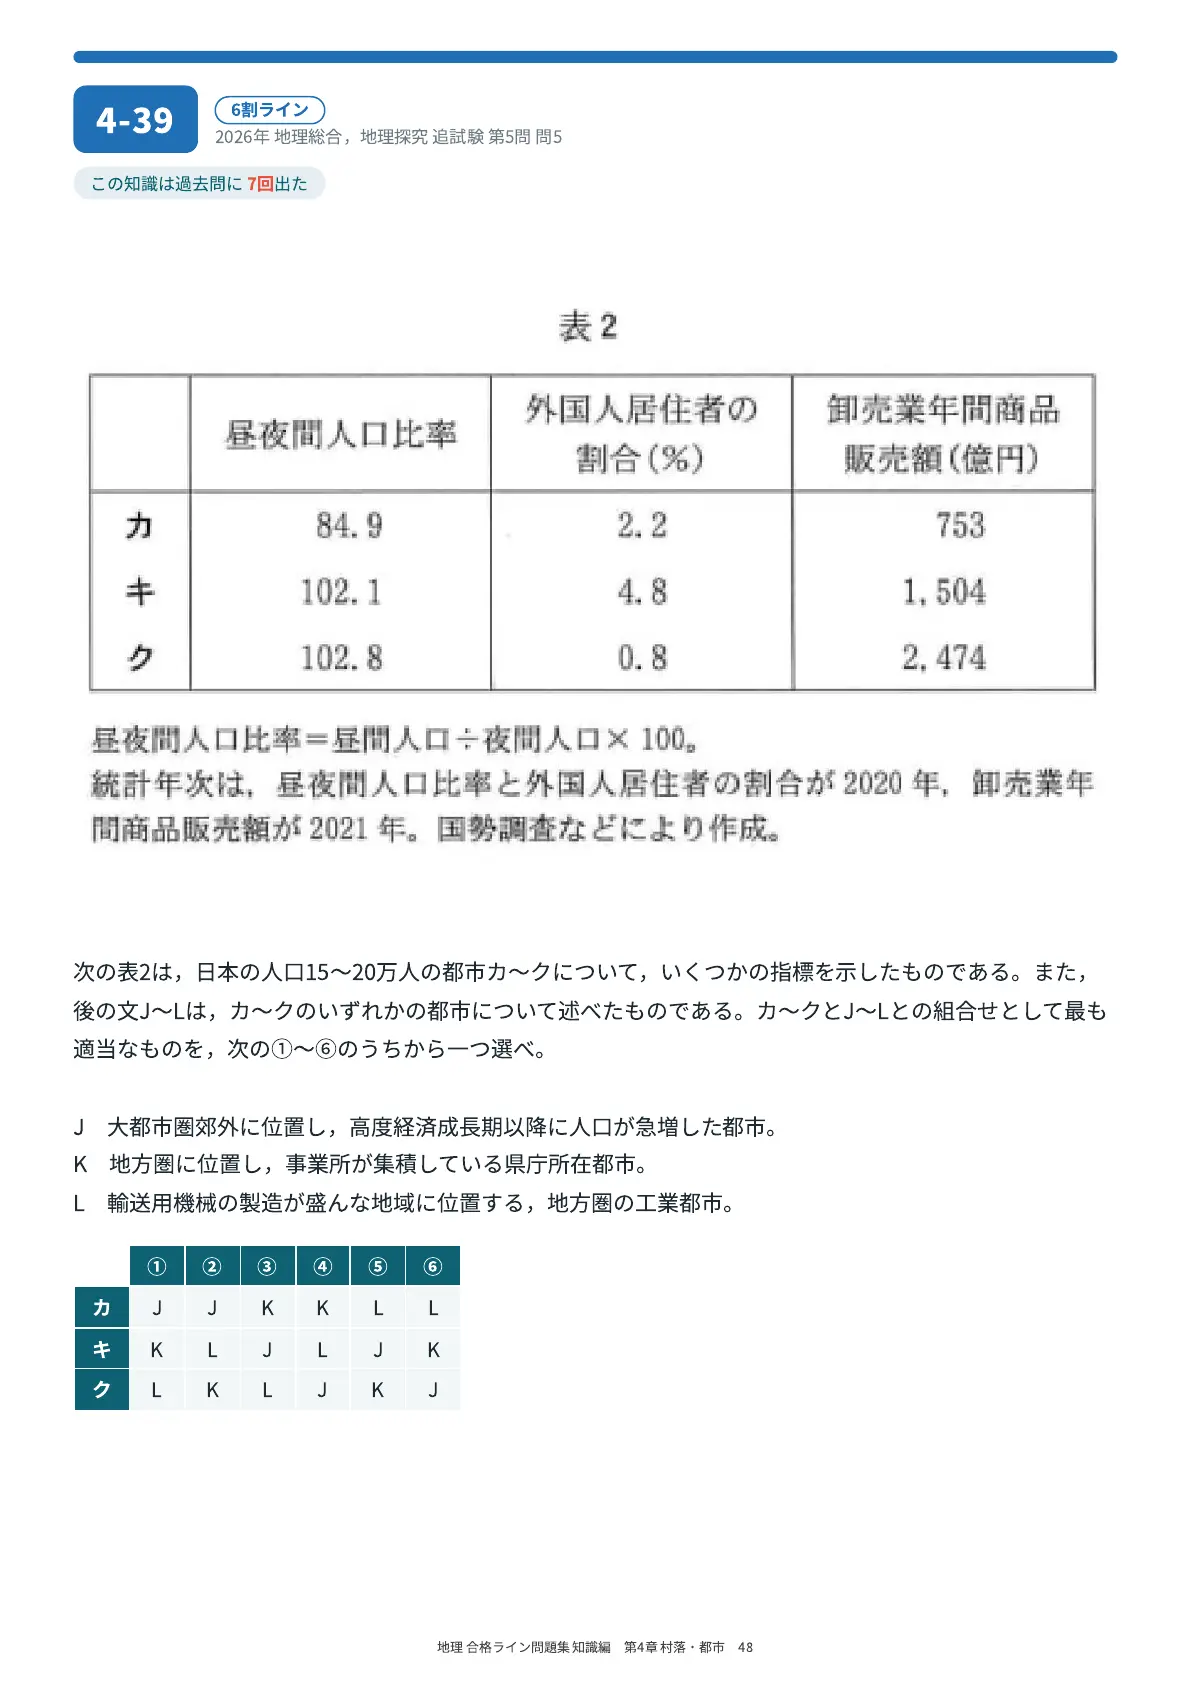 4-39
6割ライン
2026年 地理総合，地理探究 追試験 第5問 問5
この知識は過去問に 7回出た
表2
昼夜間人口比率 外国人居住者の割合(％) 卸売業年間商品販売額(億円)
カ 84.9 2.2 753
キ 102.1 4.8 1,504
ク 102.8 0.8 2,474
昼夜間人口比率＝昼間人口÷夜間人口×100。
統計年次は，昼夜間人口比率と外国人居住者の割合が2020年，卸売業年
間商品販売額が2021年。国勢調査などにより作成。
次の表2は，日本の人口15〜20万人の都市カ〜クについて，いくつかの指標を示したものである。また，
後の文J〜Lは，カ〜クのいずれかの都市について述べたものである。カ〜クとJ〜Lとの組合せとして最も
適当なものを，次の①〜⑥のうちから一つ選べ。
J　大都市圏郊外に位置し，高度経済成長期以降に人口が急増した都市。
K　地方圏に位置し，事業所が集積している県庁所在都市。
L　輸送用機械の製造が盛んな地域に位置する，地方圏の工業都市。
① ② ③ ④ ⑤ ⑥
カ J J K K L L
キ K L J L J K
ク L K L J K J
地理 合格ライン問題集 知識編　第4章 村落・都市　48